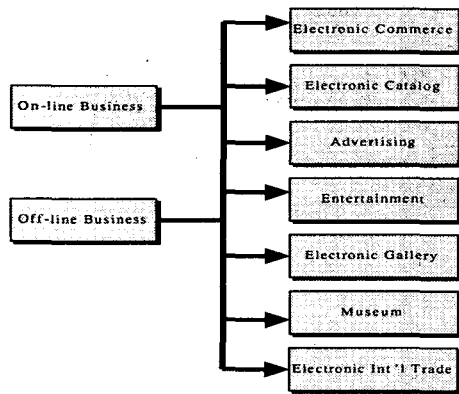 Electronic Commerce
Electronic Catalog
On-line Business
Advertising
Entertainment
Off-line Business
Electronic Gallery
Museum
Electronic Int'l Trade